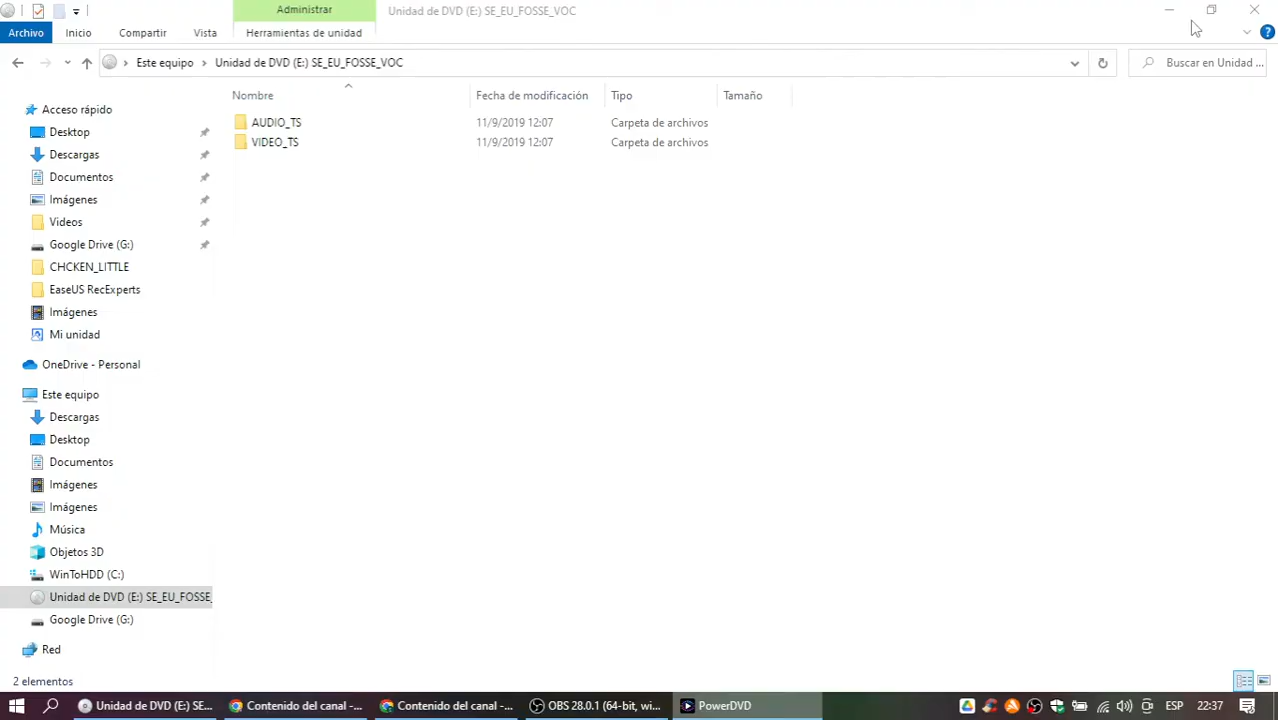 Administrar
Unidad de DVD (E:) SE_EU_FOSSE_VOC
Archivo
Inicio
Compartir
Vista
Herramientas de unidad
Este equipo
Unidad de DVD (E:) SE_EU_FOSSE_VOC
Buscar en Unidad ...
Nombre
Fecha de modificación
Tipo
Tamaño
AUDIO_TS
11/9/2019 12:07
Carpeta de archivos
VIDEO_TS
11/9/2019 12:07
Carpeta de archivos
Acceso rápido
Desktop
Descargas
Documentos
Imágenes
Videos
Google Drive (G:)
CHCKEN_LITTLE
EaseUS RecExperts
Imágenes
Mi unidad
OneDrive - Personal
Este equipo
Descargas
Desktop
Documentos
Imágenes
Imágenes
Música
Objetos 3D
WinToHDD (C:)
Unidad de DVD (E:) SE_EU_FOSSE_
Google Drive (G:)
Red
2 elementos
Unidad de DVD (E:) SE...
Contenido del canal -...
Contenido del canal -...
OBS 28.0.1 (64-bit, wi...
PowerDVD
ESP
22:37